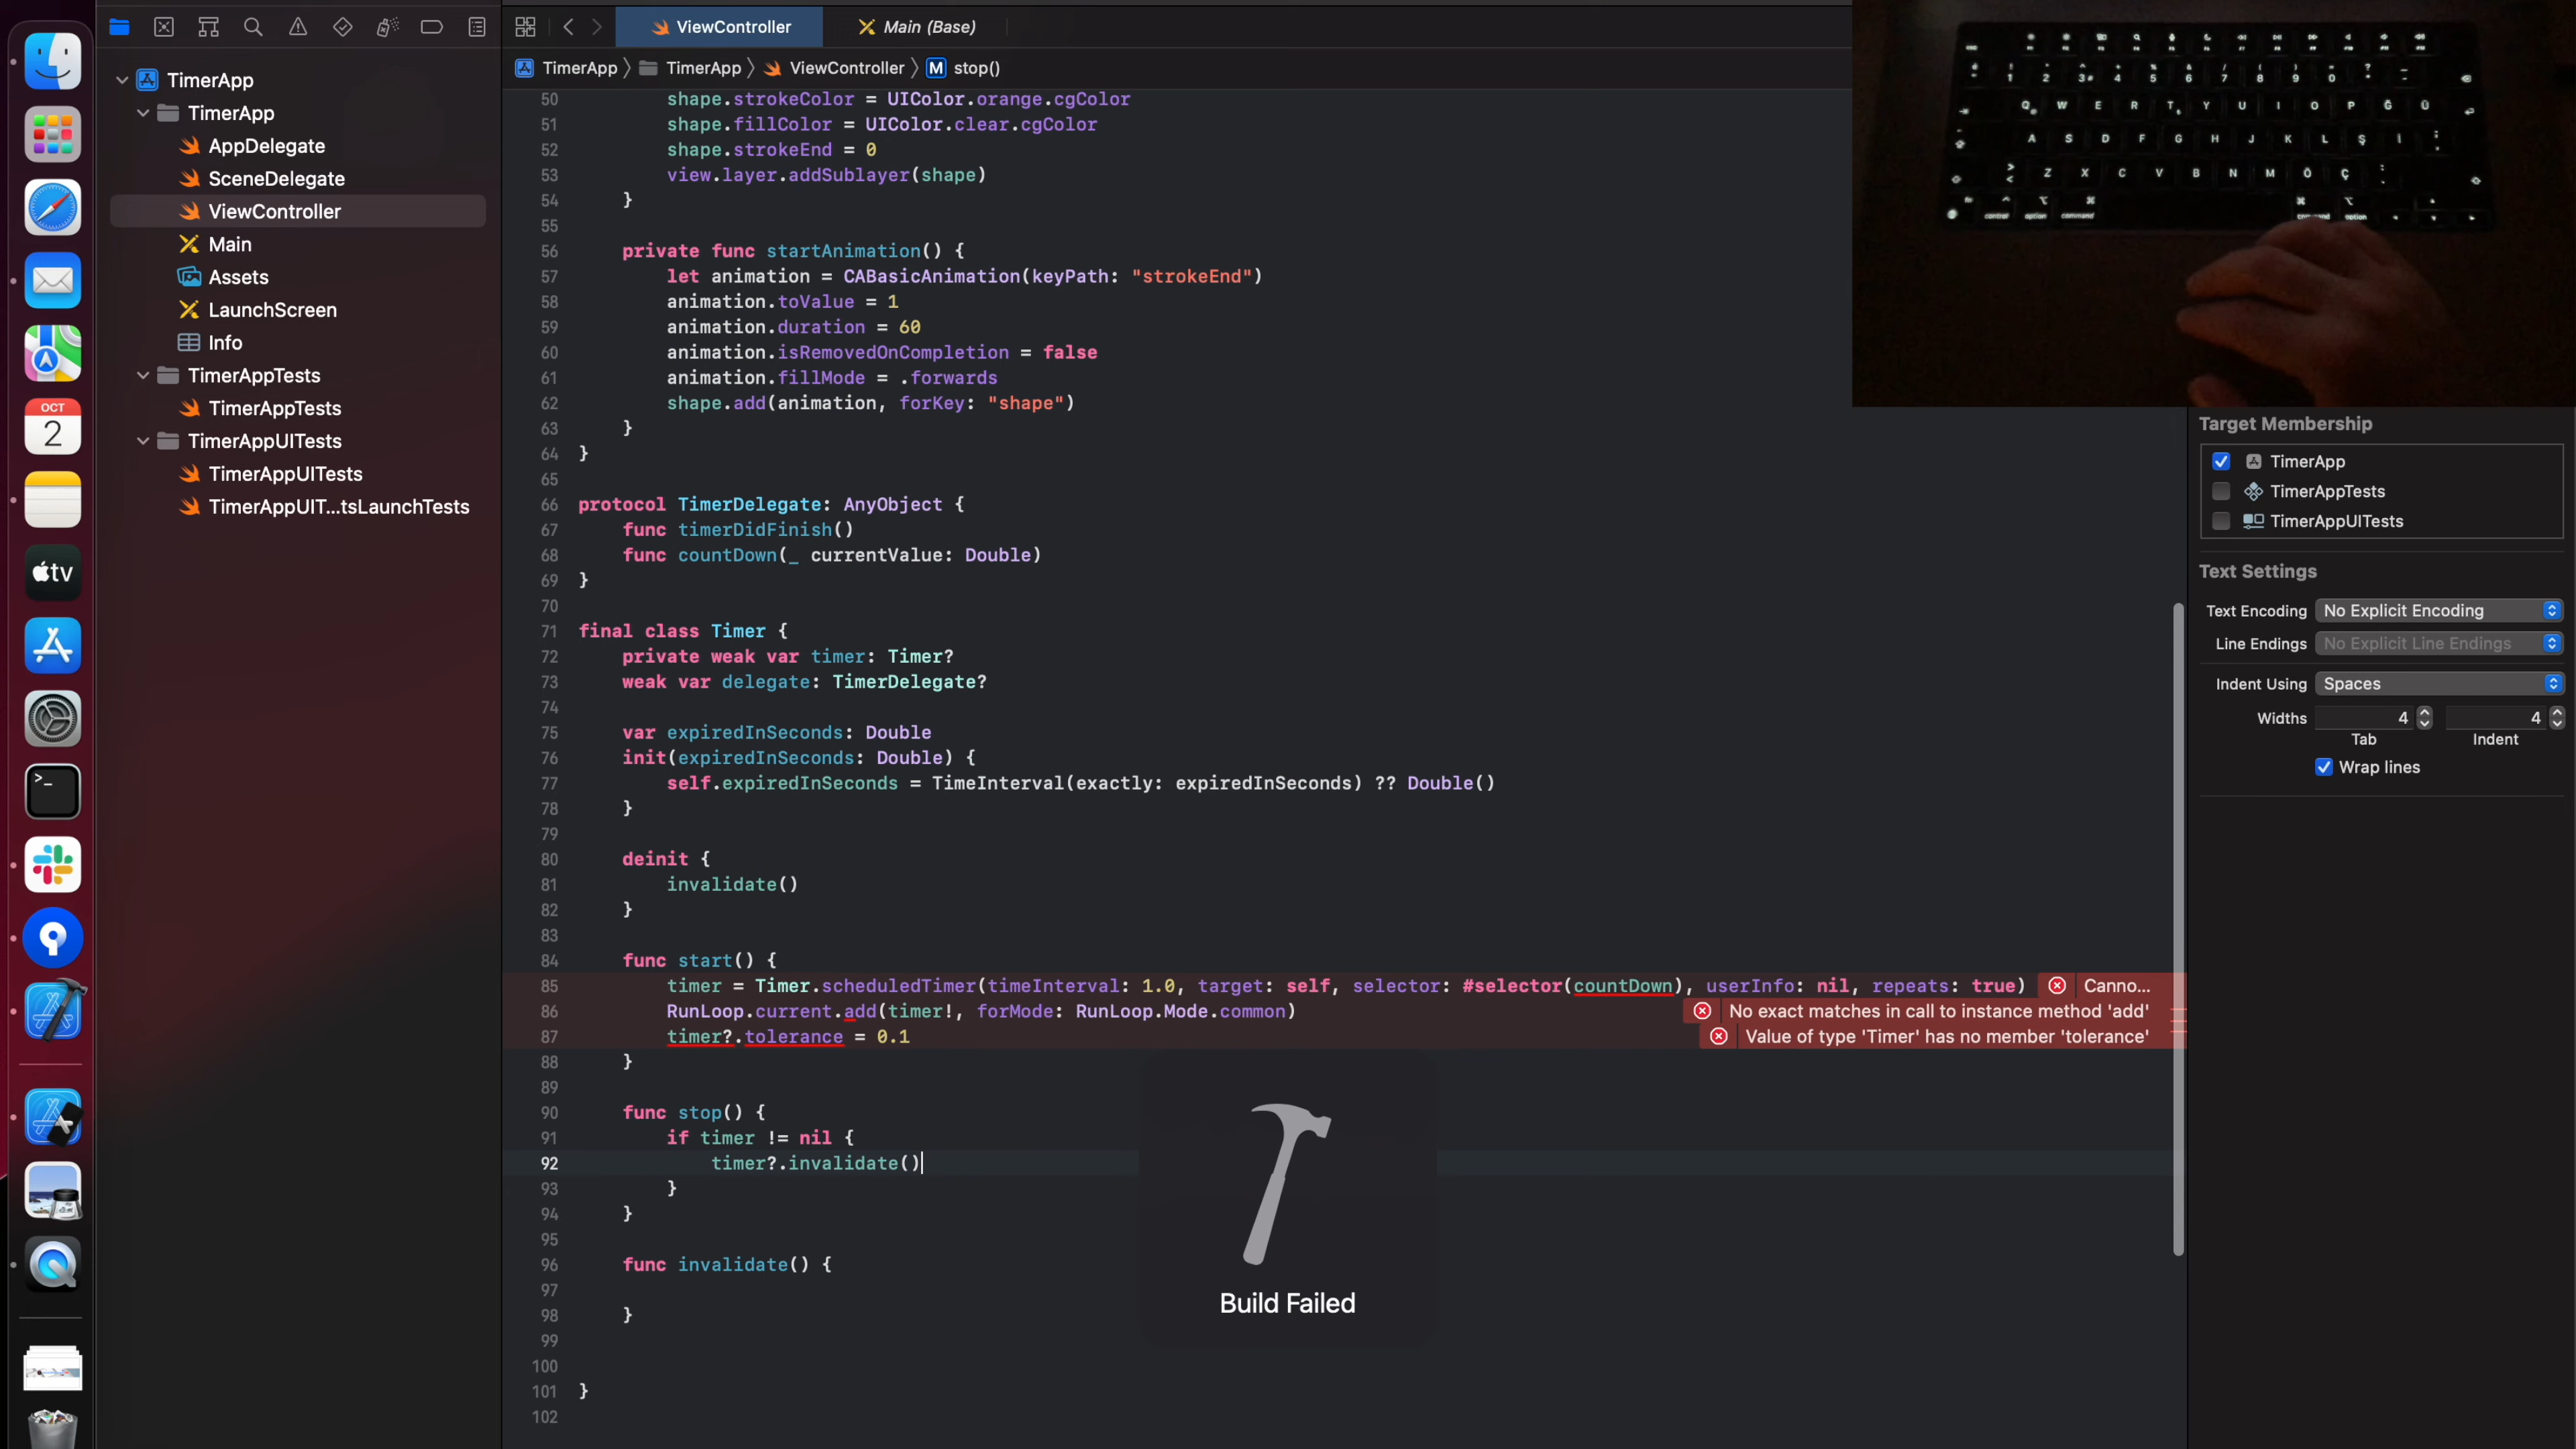 ViewController
Main (Base)
TimerApp
TimerApp
ViewController
M
stop()
TimerApp
TimerApp
AppDelegate
SceneDelegate
ViewController
Main
Assets
LaunchScreen
Info
TimerAppTests
TimerAppTests
TimerAppUITests
TimerAppUITests
TimerAppUIT...tsLaunchTests
OCT
2
tv
50 shape.strokeColor = UIColor.orange.cgColor
51 shape.fillColor = UIColor.clear.cgColor
52 shape.strokeEnd = 0
53 view.layer.addSublayer(shape)
54 }
55
56 private func startAnimation() {
57 let animation = CABasicAnimation(keyPath: "strokeEnd")
58 animation.toValue = 1
59 animation.duration = 60
60 animation.isRemovedOnCompletion = false
61 animation.fillMode = .forwards
62 shape.add(animation, forKey: "shape")
63 }
64 }
65
66 protocol TimerDelegate: AnyObject {
67 func timerDidFinish()
68 func countDown(_ currentValue: Double)
69 }
70
71 final class Timer {
72 private weak var timer: Timer?
73 weak var delegate: TimerDelegate?
74
75 var expiredInSeconds: Double
76 init(expiredInSeconds: Double) {
77 self.expiredInSeconds = TimeInterval(exactly: expiredInSeconds) ?? Double()
78 }
79
80 deinit {
81 invalidate()
82 }
83
84 func start() {
85 timer = Timer.scheduledTimer(timeInterval: 1.0, target: self, selector: #selector(countDown), userInfo: nil, repeats: true) Canno...
86 RunLoop.current.add(timer!, forMode: RunLoop.Mode.common) No exact matches in call to instance method 'add'
87 timer?.tolerance = 0.1 Value of type 'Timer' has no member 'tolerance'
88 }
89
90 func stop() {
91 if timer != nil {
92 timer?.invalidate()
93 }
94 }
95
96 func invalidate() {
97
98 }
99
100
101 }
102
Build Failed
Q W E R T Y U I O P Ğ Ü
A S D F G H J K L Ş İ
Z X C V B N M Ö Ç
control option command
option
Target Membership
TimerApp
TimerAppTests
TimerAppUITests
Text Settings
Text Encoding No Explicit Encoding
Line Endings No Explicit Line Endings
Indent Using Spaces
Widths 4 4
Tab Indent
Wrap lines